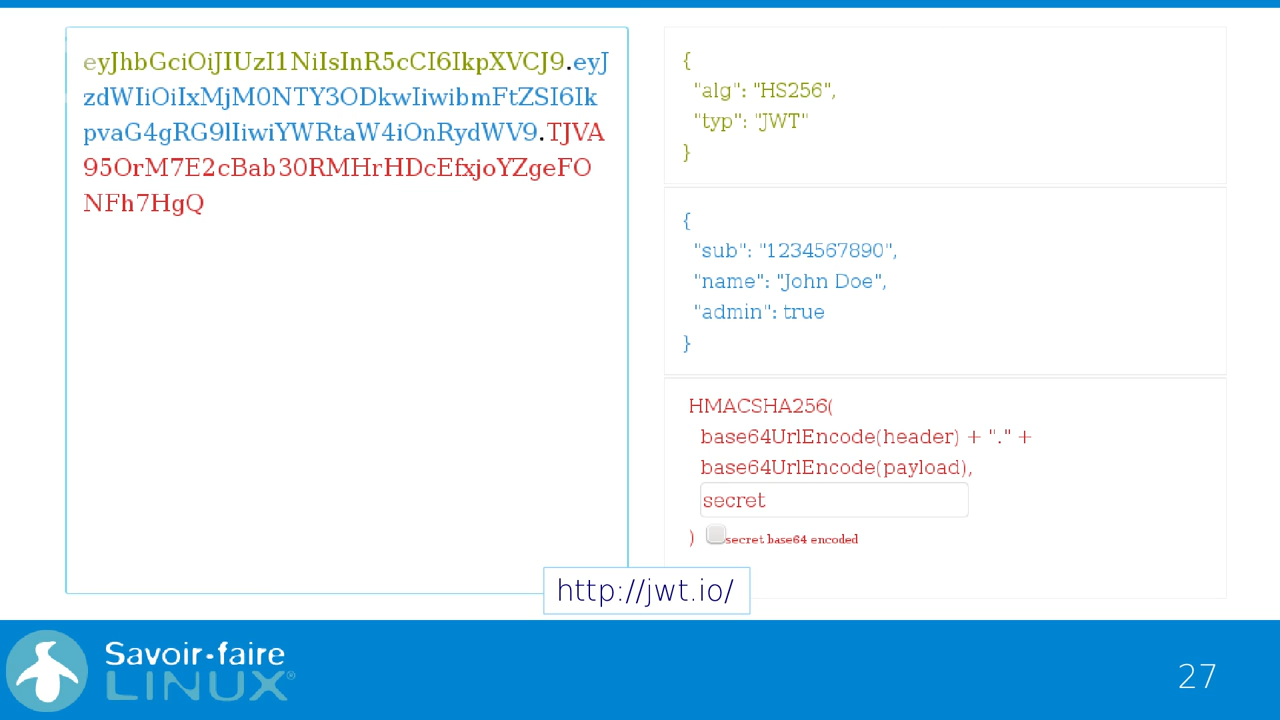 eyJhbGciOiJIUzI1NiIsInR5cCI6IkpXVCJ9.eyJ
zdWIiOiIxMjM0NTY3ODkwIiwibmFtZSI6Ik
pvaG4gRG9lIiwiYWRtaW4iOnRydWV9.TJVA
95OrM7E2cBab30RMHrHDcEfxjoYZgeFO
NFh7HgQ
{
"alg": "HS256",
"typ": "JWT"
}
{
"sub": "1234567890",
"name": "John Doe",
"admin": true
}
HMACSHA256(
base64UrlEncode(header) + "." +
base64UrlEncode(payload),
secret
) secret base64 encoded
http://jwt.io/
Savoir-faire
LINUX®
27